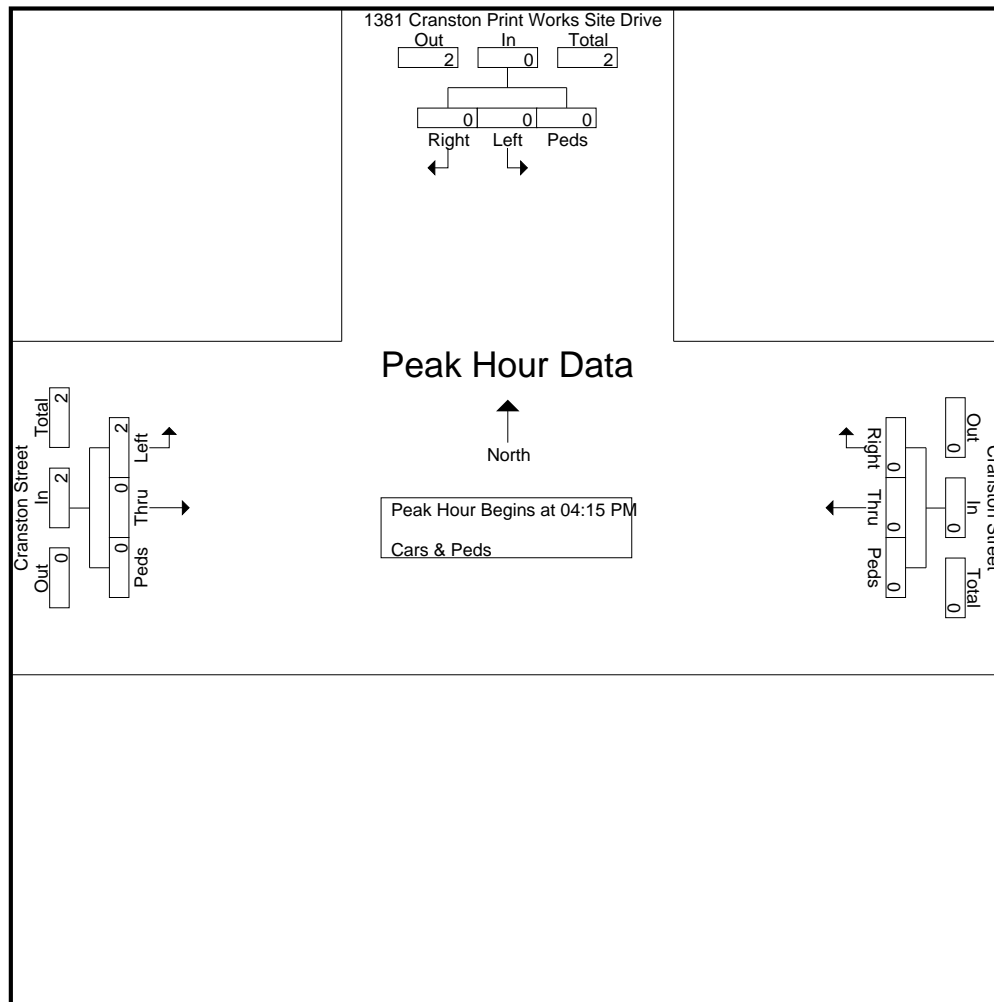 1381 Cranston Print Works Site Drive
Out In Total
2 0 2
0 0 0
Right Left Peds
Peak Hour Data
North
Peak Hour Begins at 04:15 PM
Cars & Peds
Cranston Street
Out In Total
0 2 2
Left Thru Peds
2 0 0
Cranston Street
Out In Total
0 0 0
Right Thru Peds
0 0 0